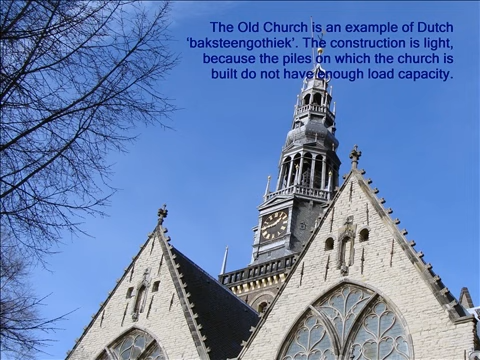 The Old Church is an example of Dutch
‘baksteengothiek’. The construction is light,
because the piles on which the church is
built do not have enough load capacity.